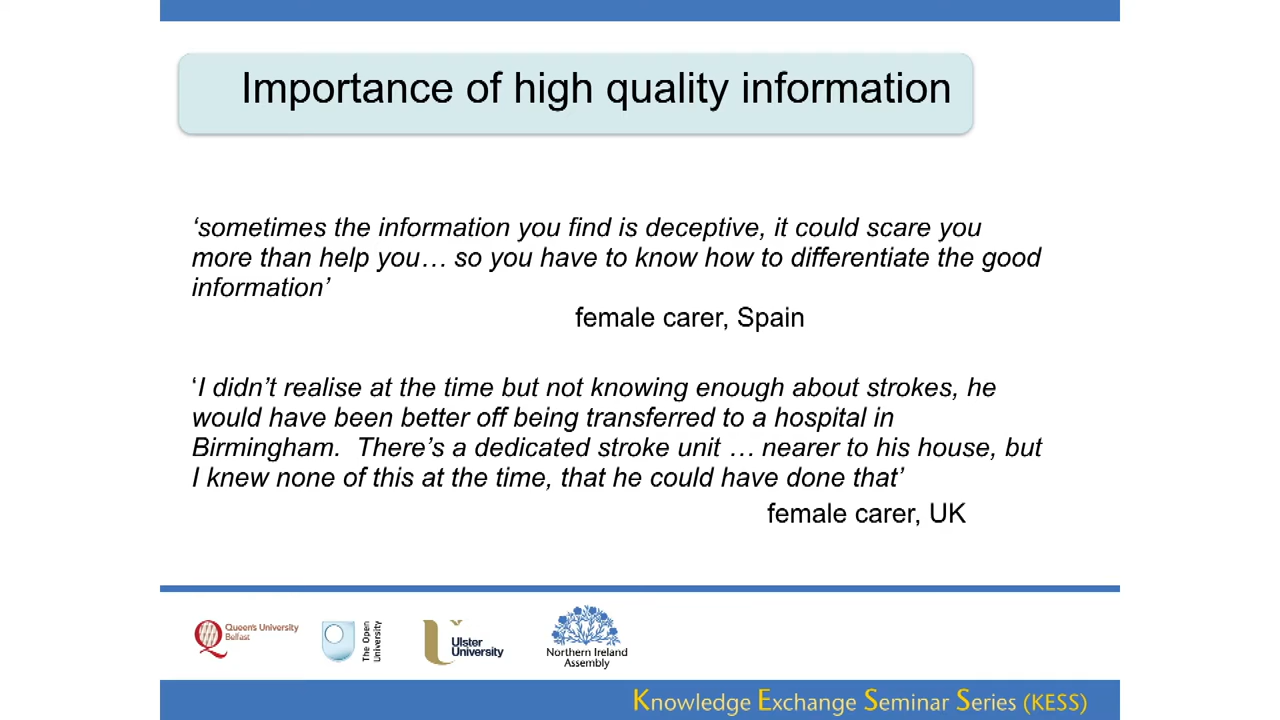 Importance of high quality information
‘sometimes the information you find is deceptive, it could scare you
more than help you… so you have to know how to differentiate the good
information’
female carer, Spain
‘I didn’t realise at the time but not knowing enough about strokes, he
would have been better off being transferred to a hospital in
Birmingham.  There’s a dedicated stroke unit … nearer to his house, but
I knew none of this at the time, that he could have done that’
female carer, UK
Queen's University
Belfast
The Open
University
Ulster
University
Northern Ireland
Assembly
Knowledge Exchange Seminar Series (KESS)